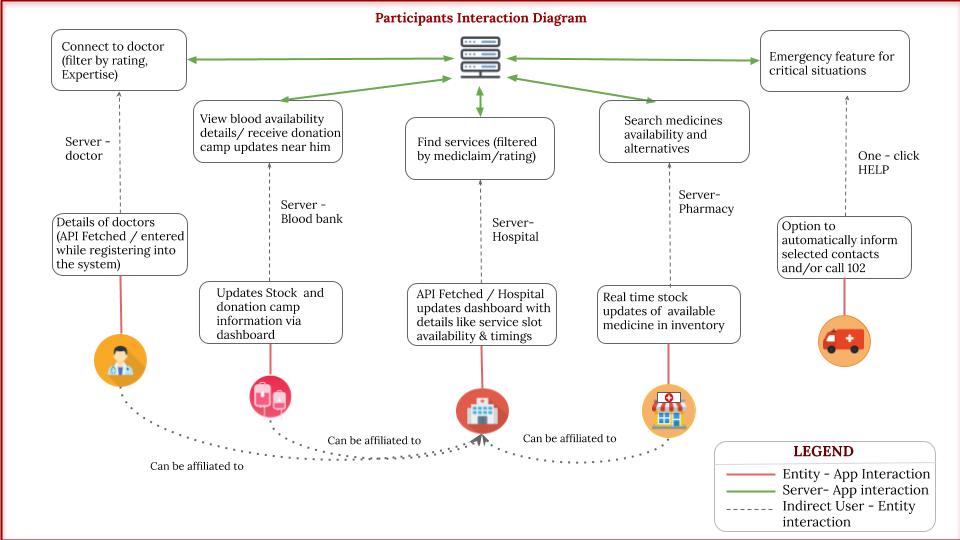 Participants Interaction Diagram
Connect to doctor
(filter by rating,
Expertise)
Emergency feature for
critical situations
View blood availability
details/ receive donation
camp updates near him
Find services (filtered
by mediclaim/rating)
Search medicines
availability and
alternatives
Server -
doctor
Server -
Blood bank
Server-
Hospital
Server-
Pharmacy
One - click
HELP
Details of doctors
(API Fetched / entered
while registering into
the system)
Updates Stock and
donation camp
information via
dashboard
API Fetched / Hospital
updates dashboard with
details like service slot
availability & timings
Real time stock
updates of available
medicine in inventory
Option to
automatically inform
selected contacts
and/or call 102
Can be affiliated to
Can be affiliated to
Can be affiliated to
LEGEND
Entity - App Interaction
Server- App interaction
Indirect User - Entity
interaction